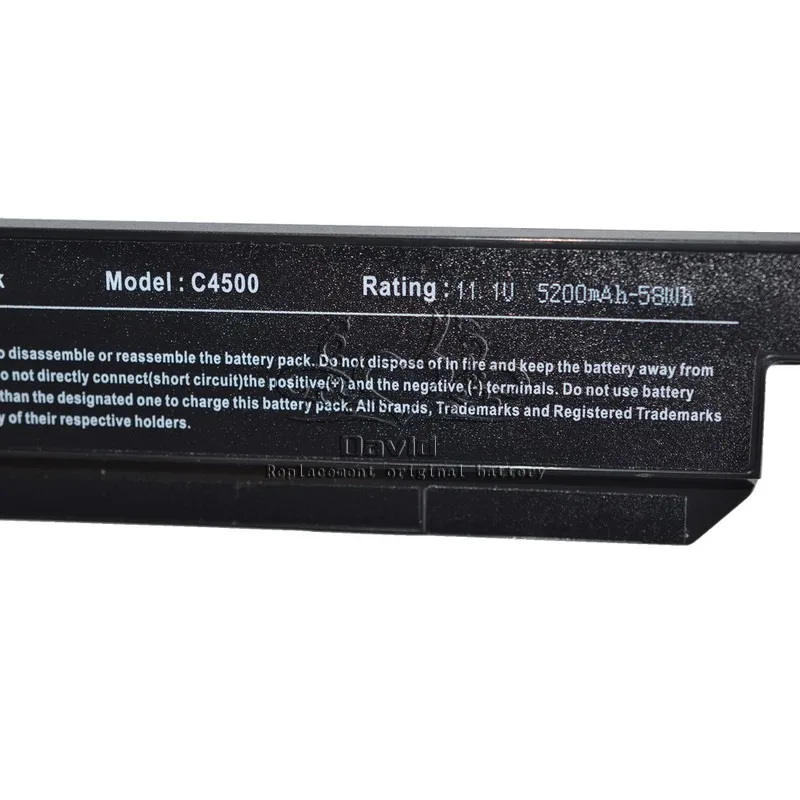 k Model : C4500 Rating : 11.1V 5200mAh-58Wh
o disassemble or reassemble the battery pack. Do not dispose of in fire and keep the battery away from
o not directly connect(short circuit)the positive(+) and the negative (-) terminals. Do not use battery
than the designated one to charge this battery pack. All brands, Trademarks and Registered Trademarks
y of their respective holders.
David
Replacement original battery